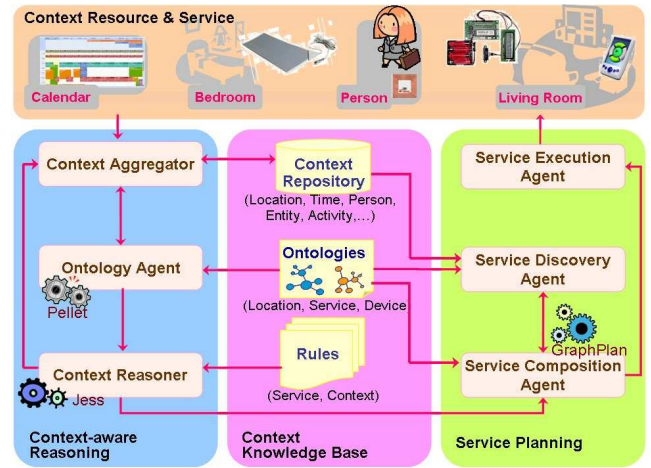 Context Resource & Service
Calendar
Bedroom
Person
Living Room
Context Aggregator
Ontology Agent
Pellet
Context Reasoner
Jess
Context-aware
Reasoning
Context
Repository
(Location, Time, Person,
Entity, Activity,...)
Ontologies
(Location, Service, Device
Rules
(Service, Context)
Context
Knowledge Base
Service Execution
Agent
Service Discovery
Agent
GraphPlan
Service Composition
Agent
Service Planning